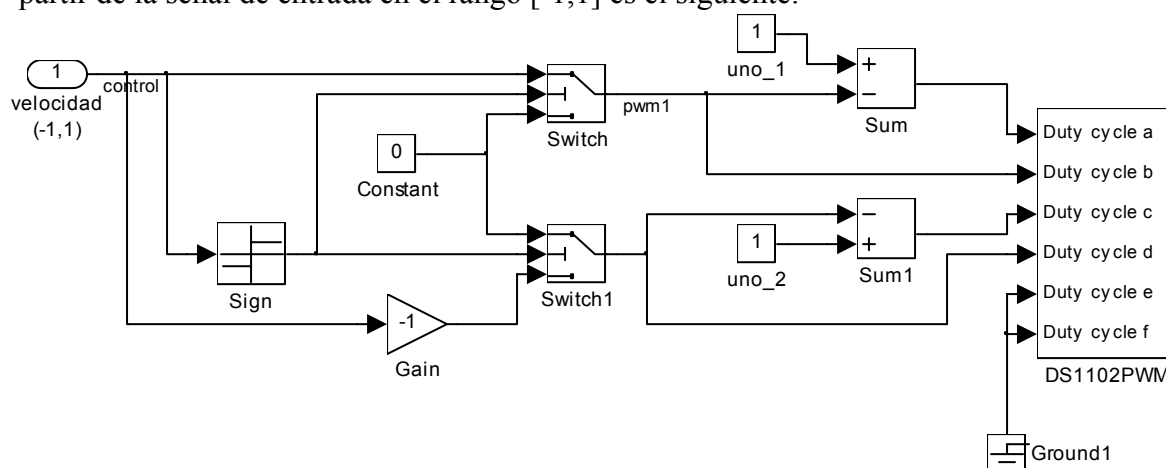 partir de la señal de entrada en el rango [-1,1] es el siguiente:
1
uno_1
1
control
velocidad
(-1,1)
pwm1
Switch
+
−
Sum
0
Constant
Duty cycle a
Duty cycle b
Duty cycle c
Duty cycle d
Duty cycle e
Duty cycle f
DS1102PWM
Sign
Switch1
1
uno_2
−
+
Sum1
-1
Gain
Ground1